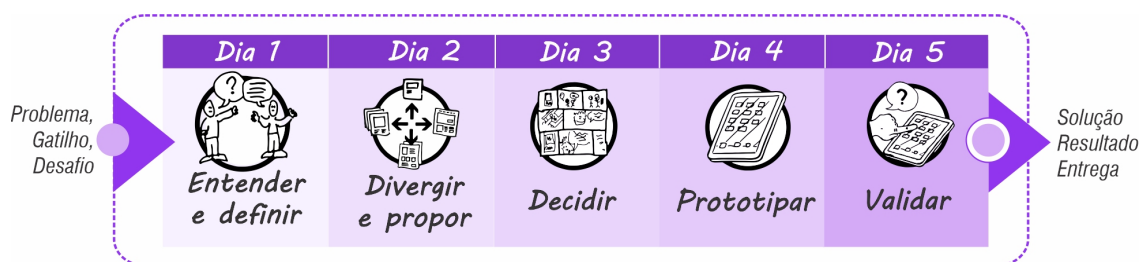 Problema,
Gatilho,
Desafio
Dia 1
Entender
e definir
Dia 2
Divergir
e propor
Dia 3
Decidir
Dia 4
Prototipar
Dia 5
Validar
Solução
Resultado
Entrega